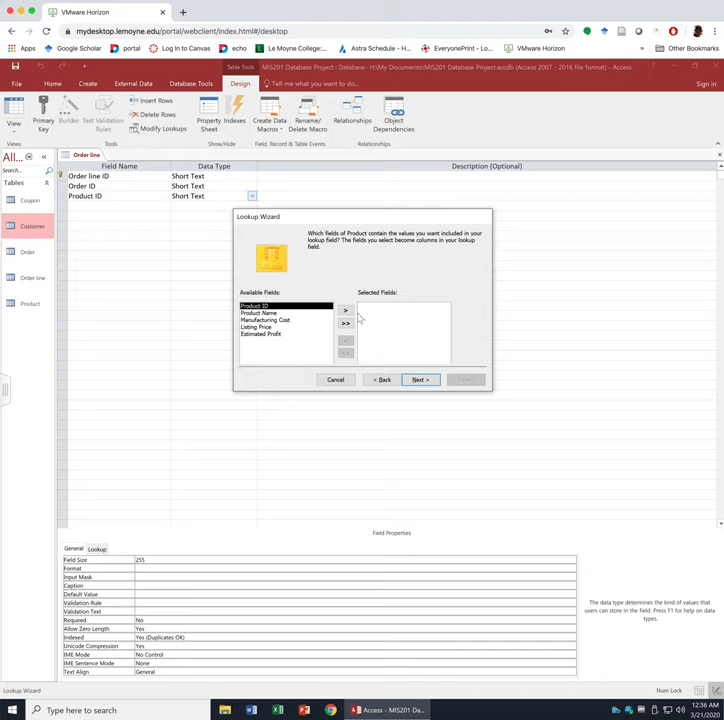 VMware Horizon
mydesktop.lemoyne.edu/portal/webclient/index.html#/desktop
Apps Google Scholar portal Log In to Canvas echo Le Moyne College:... Astra Schedule - H... EveryonePrint - Lo... VMware Horizon » Other Bookmarks
Table Tools MIS201 Database Project : Database- H:\My Documents\MIS201 Database Project.accdb (Access 2007 - 2016 file format) - Access
File Home Create External Data Database Tools Design Tell me what you want to do... Sign in
View
Primary Key
Builder
Test Validation Rules
Insert Rows
Delete Rows
Modify Lookups
Property Sheet
Indexes
Create Data Macros
Rename/ Delete Macro
Relationships
Object Dependencies
Views Tools Show/Hide Field, Record & Table Events Relationships
All...
Search...
Tables
Coupon
Customer
Order
Order line
Product
Order line
Field Name Data Type Description (Optional)
Order line ID Short Text
Order ID Short Text
Product ID Short Text
Lookup Wizard
Which fields of Product contain the values you want included in your
lookup field? The fields you select become columns in your lookup
field.
Available Fields: Selected Fields:
Product ID
Product Name
Manufacturing Cost
Listing Price
Estimated Profit
>
>>
<
<<
Cancel < Back Next >
Field Properties
General Lookup
Field Size 255
Format
Input Mask
Caption
Default Value
Validation Rule
Validation Text
Required No
Allow Zero Length Yes
Indexed Yes (Duplicates OK)
Unicode Compression Yes
IME Mode No Control
IME Sentence Mode None
Text Align General
The data type determines the kind of values that
users can store in the field. Press F1 for help on data
types.
Lookup Wizard Num Lock
Type here to search
Access - MIS201 Da...
12:36 AM
3/21/2020